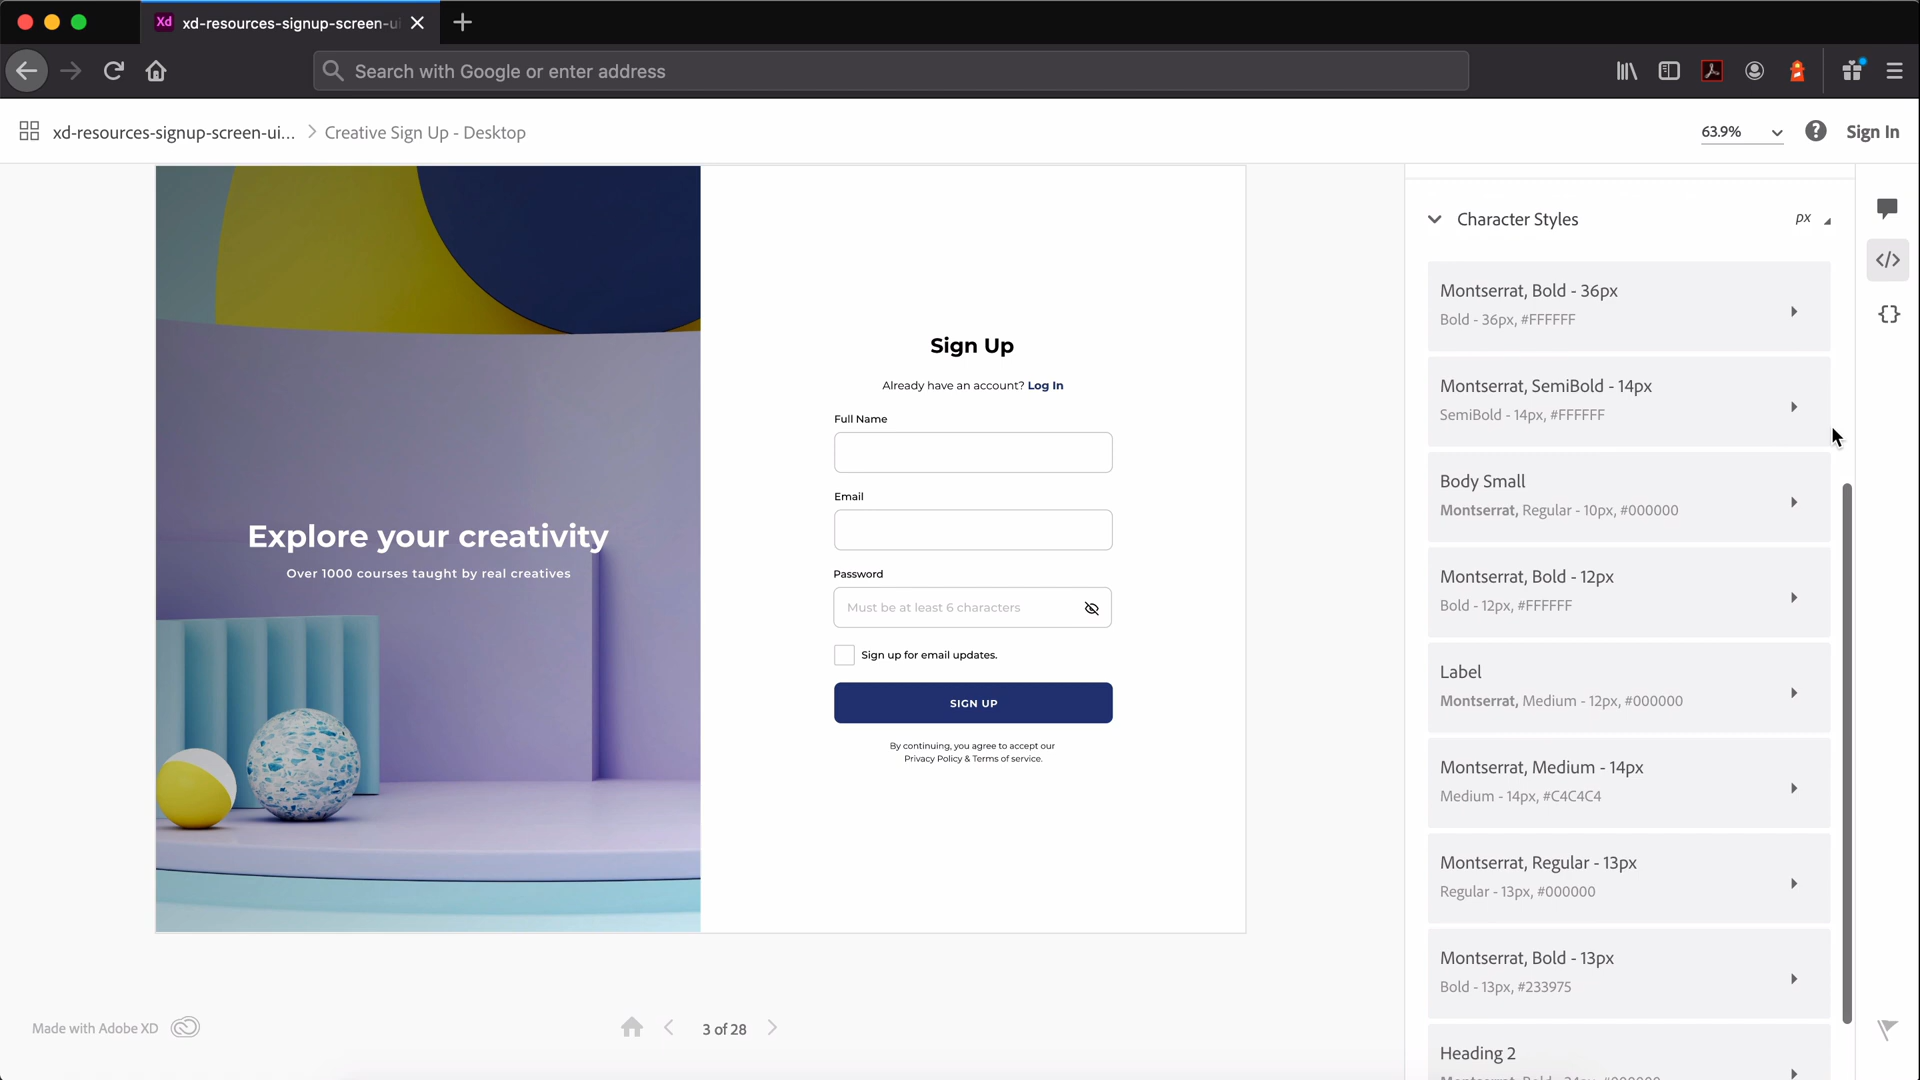 Xd xd-resources-signup-screen-ui
Search with Google or enter address
xd-resources-signup-screen-ui... > Creative Sign Up - Desktop
63.9%
Sign In
Explore your creativity
Over 1000 courses taught by real creatives
Sign Up
Already have an account? Log In
Full Name
Email
Password
Must be at least 6 characters
Sign up for email updates.
SIGN UP
By continuing, you agree to accept our
Privacy Policy & Terms of service.
Character Styles
px
Montserrat, Bold - 36px
Bold - 36px, #FFFFFF
Montserrat, SemiBold - 14px
SemiBold - 14px, #FFFFFF
Body Small
Montserrat, Regular - 10px, #000000
Montserrat, Bold - 12px
Bold - 12px, #FFFFFF
Label
Montserrat, Medium - 12px, #000000
Montserrat, Medium - 14px
Medium - 14px, #C4C4C4
Montserrat, Regular - 13px
Regular - 13px, #000000
Montserrat, Bold - 13px
Bold - 13px, #233975
Heading 2
Made with Adobe XD
3 of 28